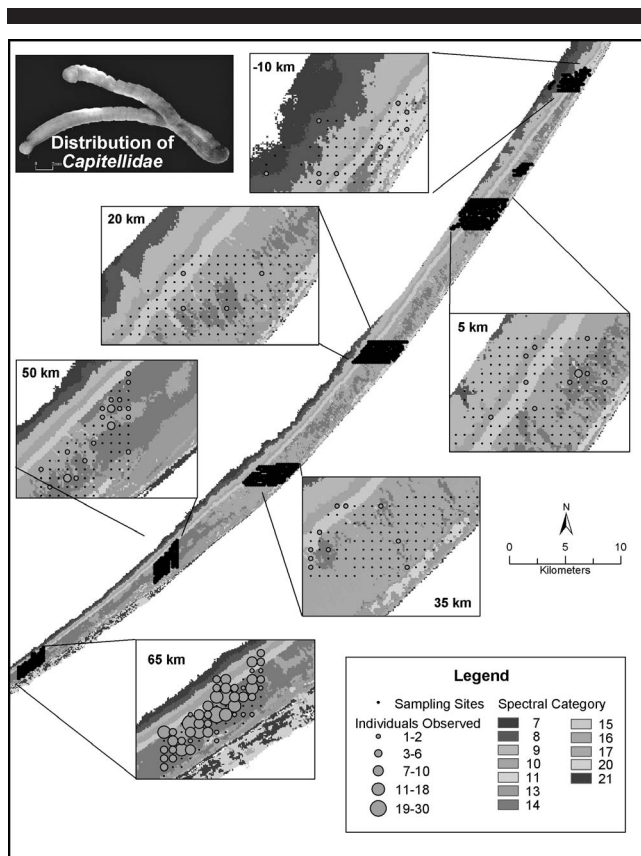 -10 km
Distribution of
Capitellidae
20 km
5 km
50 km
N
0 5 10
Kilometers
35 km
65 km
Legend
Sampling Sites
Individuals Observed
1-2
3-6
7-10
11-18
19-30
Spectral Category
7
8
9
10
11
13
14
15
16
17
20
21